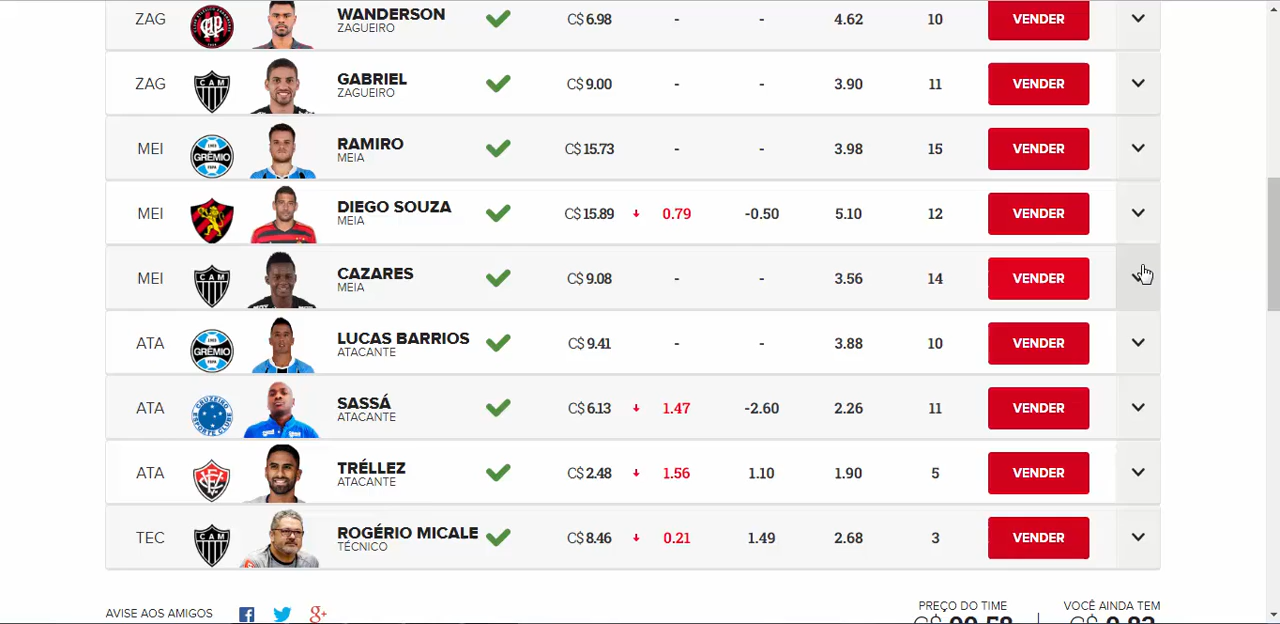 ZAG WANDERSON C$ 6.98 - - 4.62 10 VENDER
ZAGUEIRO
ZAG CAM GABRIEL C$ 9.00 - - 3.90 11 VENDER
ZAGUEIRO
MEI GRÊMIO RAMIRO C$ 15.73 - - 3.98 15 VENDER
MEIA
MEI DIEGO SOUZA C$ 15.89 0.79 -0.50 5.10 12 VENDER
MEIA
MEI CAM CAZARES C$ 9.08 - - 3.56 14 VENDER
MEIA
ATA GRÊMIO LUCAS BARRIOS C$ 9.41 - - 3.88 10 VENDER
ATACANTE
ATA SASSÁ C$ 6.13 1.47 -2.60 2.26 11 VENDER
ATACANTE
ATA TRÉLLEZ C$ 2.48 1.56 1.10 1.90 5 VENDER
ATACANTE
TEC CAM ROGÉRIO MICALE C$ 8.46 0.21 1.49 2.68 3 VENDER
TÉCNICO
AVISE AOS AMIGOS PREÇO DO TIME VOCÊ AINDA TEM